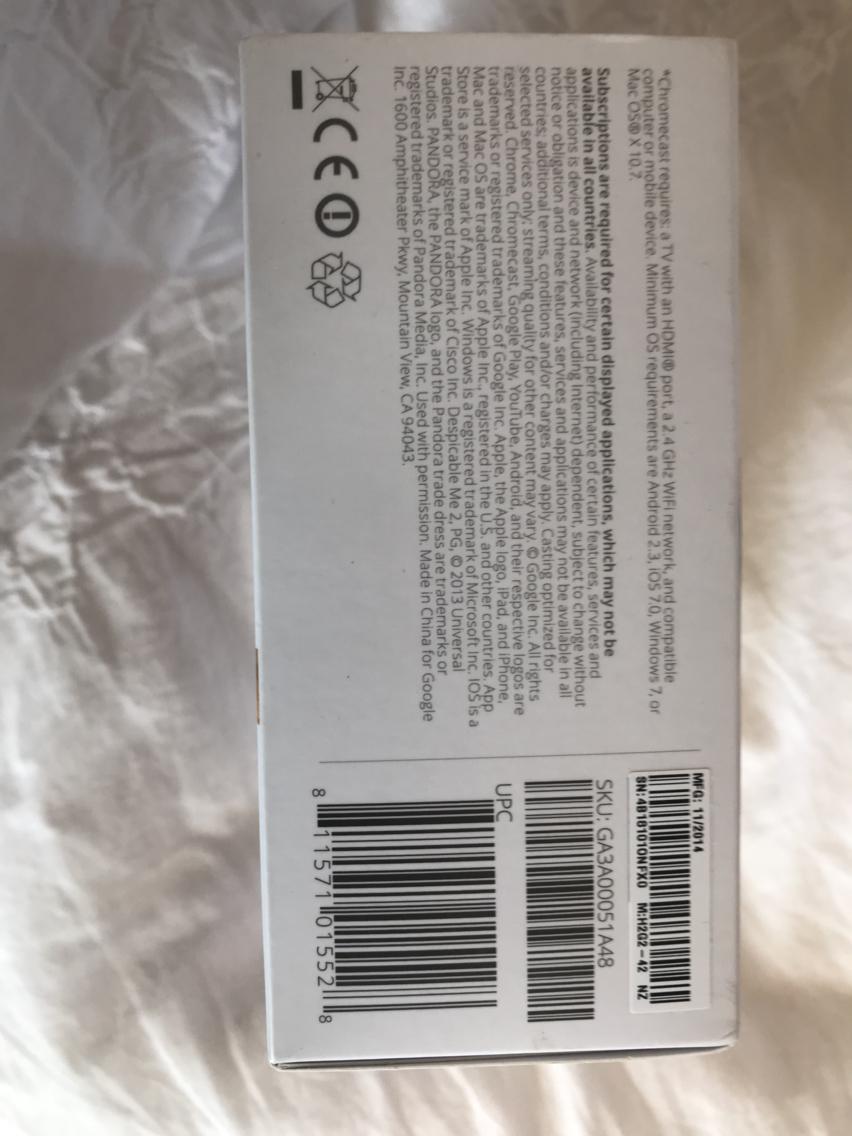 *Chromecast requires: a TV with an HDMI® port, a 2.4 GHz WiFi network, and compatible
computer or mobile device. Minimum OS requirements are Android 2.3, iOS 7.0, Windows 7, or
Mac OS® X 10.7.
Subscriptions are required for certain displayed applications, which may not be
available in all countries. Availability and performance of certain features, services and
applications is device and network (including Internet) dependent, subject to change without
notice or obligation and these features, services and applications may not be available in all
countries; additional terms, conditions and/or charges may apply. Casting optimized for
selected services only; streaming quality for other content may vary. © Google Inc. All rights
reserved. Chrome, Chromecast, Google Play, YouTube, Android, and their respective logos are
trademarks or registered trademarks of Google Inc. Apple, the Apple logo, iPad, and iPhone,
Mac and Mac OS are trademarks of Apple Inc., registered in the U.S. and other countries. App
Store is a service mark of Apple Inc. Windows is a registered trademark of Microsoft Inc. IOS is a
trademark or registered trademark of Cisco Inc. Despicable Me 2, PG, © 2013 Universal
Studios. PANDORA, the PANDORA logo, and the Pandora trade dress are trademarks or
registered trademarks of Pandora Media, Inc. Used with permission. Made in China for Google
Inc. 1600 Amphitheater Pkwy, Mountain View, CA 94043.
CE
MFG: 11/2014
SN: 4B181010NFX0 M:H2G2-42 NZ
SKU: GA3A00051A48
UPC
8 11571 01552 8